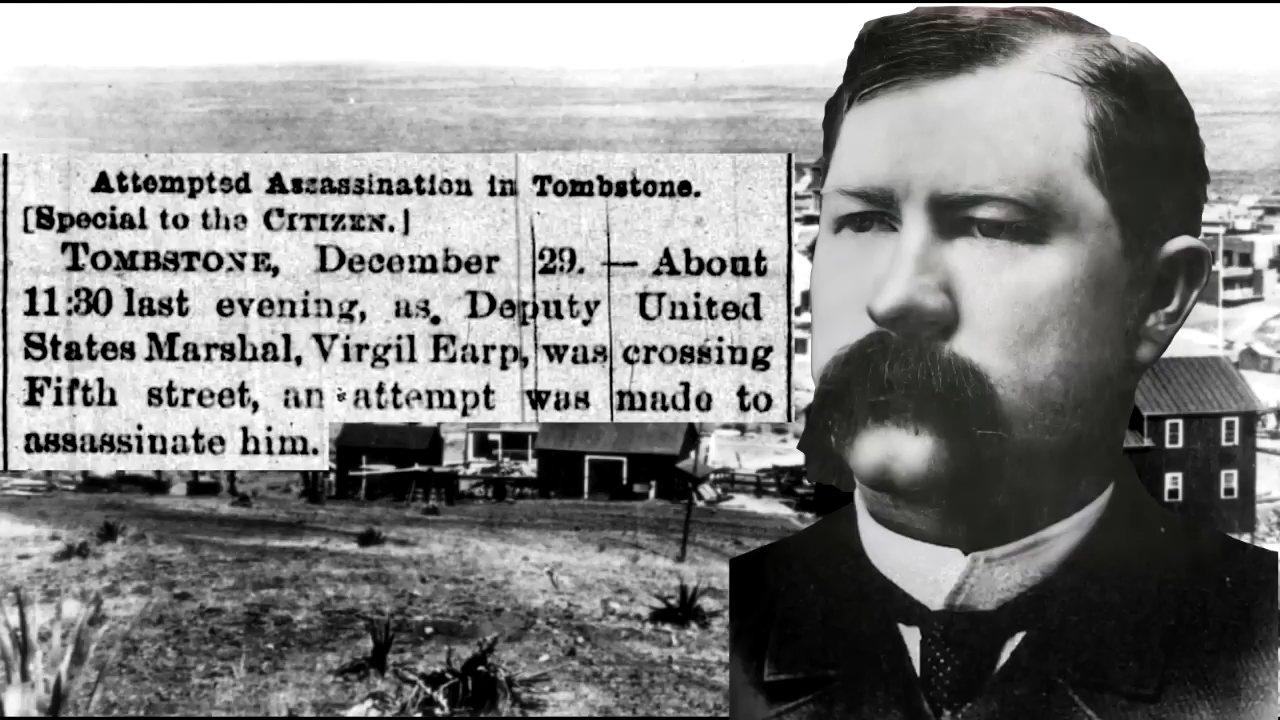 Attempted Assassination in Tombstone.
[Special to the CITIZEN.]
TOMBSTONE, December 29. — About
11:30 last evening, as. Deputy United
States Marshal, Virgil Earp, was crossing
Fifth street, an attempt was made to
assassinate him.